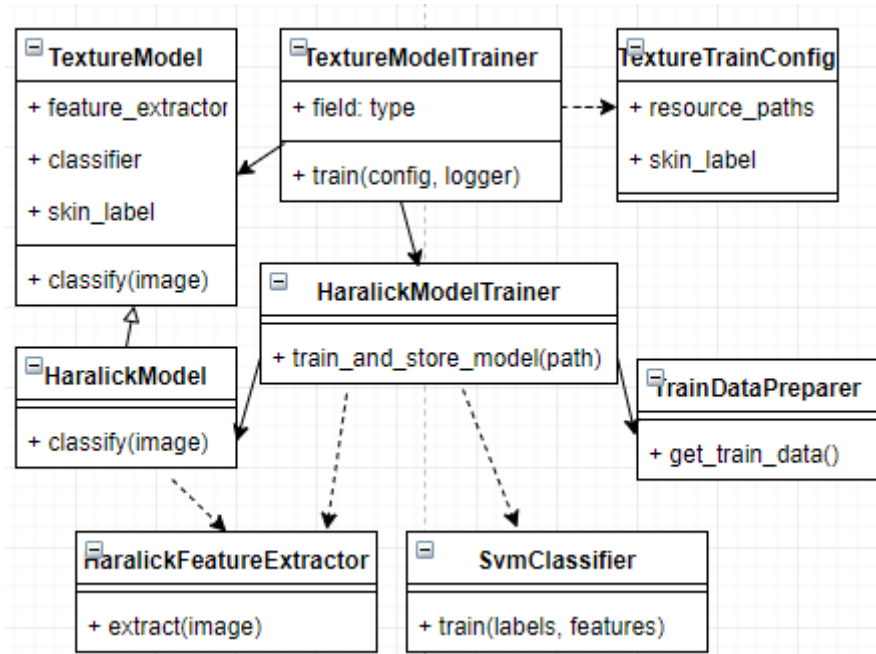 TextureModel
+ feature_extractor
+ classifier
+ skin_label
+ classify(image)
TextureModelTrainer
+ field: type
+ train(config, logger)
TextureTrainConfig
+ resource_paths
+ skin_label
HaralickModelTrainer
+ train_and_store_model(path)
HaralickModel
+ classify(image)
TrainDataPreparer
+ get_train_data()
HaralickFeatureExtractor
+ extract(image)
SvmClassifier
+ train(labels, features)